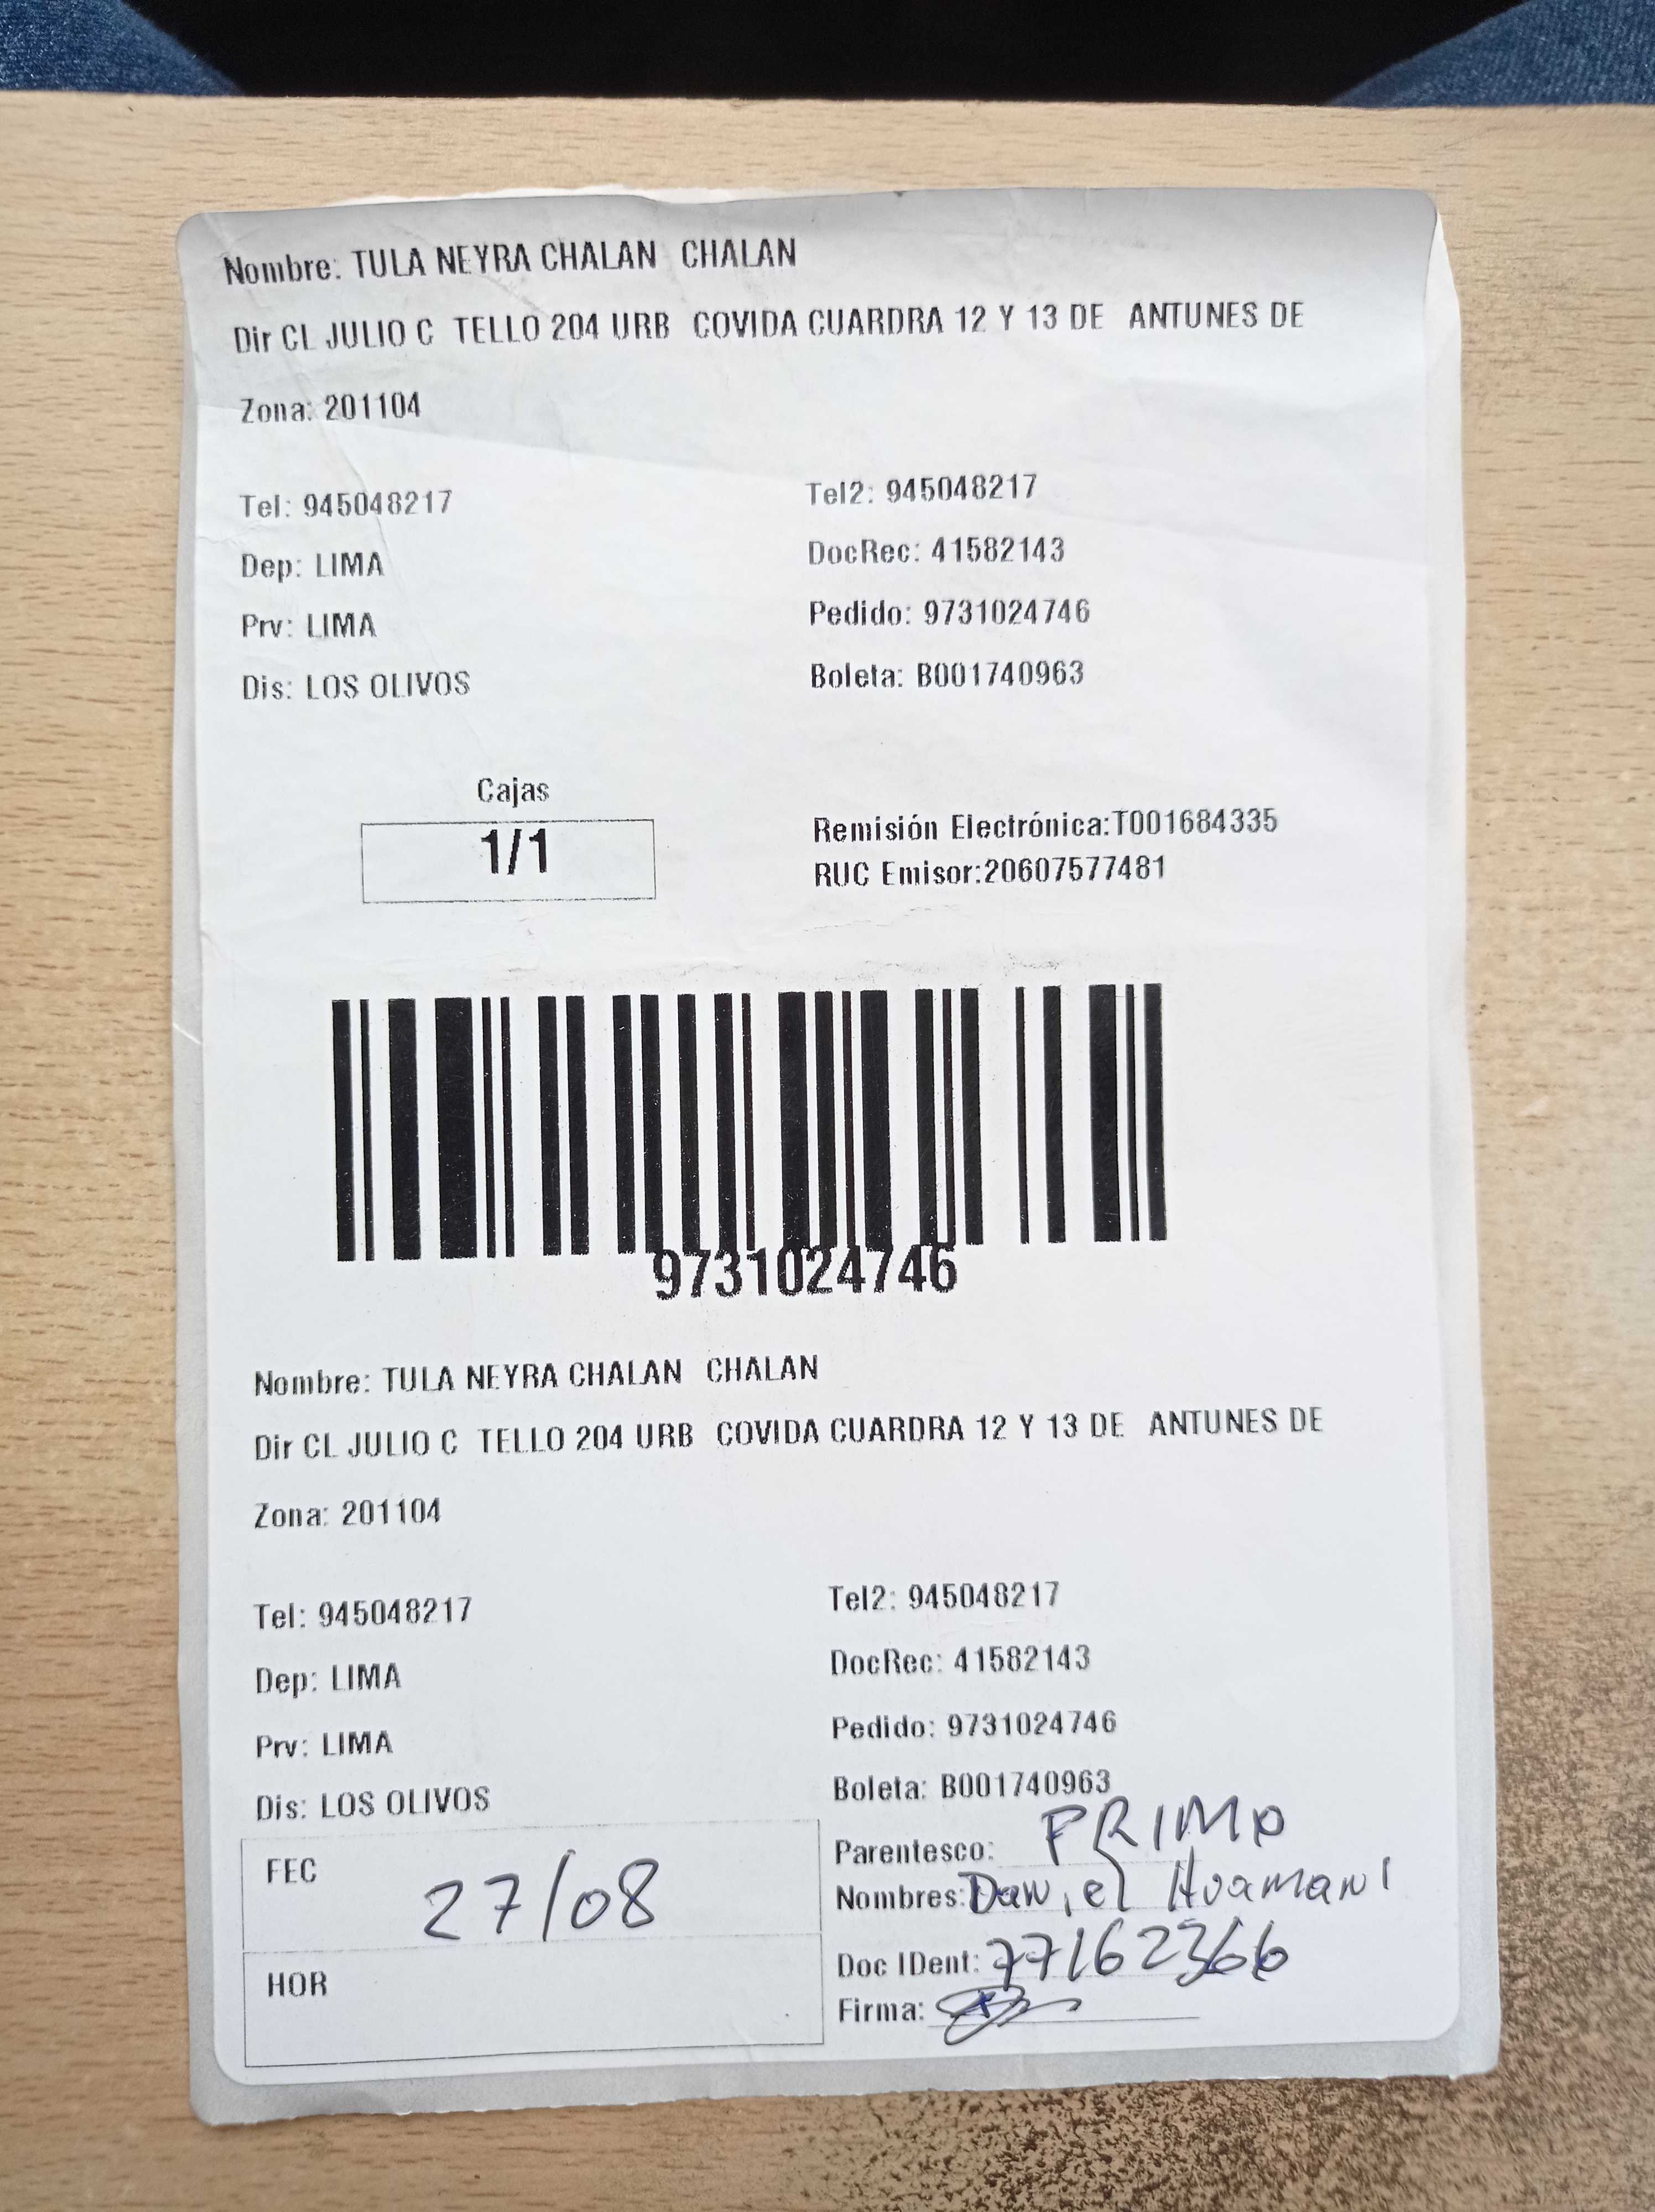 Nombre: TULA NEYRA CHALAN CHALAN
Dir CL JULIO C TELLO 204 URB COVIDA CUARDRA 12 Y 13 DE ANTUNES DE
Zona: 201104
Tel: 945048217 Tel2: 945048217
Dep: LIMA DocRec: 41582143
Prv: LIMA Pedido: 9731024746
Dis: LOS OLIVOS Boleta: B001740963
Cajas
1/1
Remisión Electrónica:T001684335
RUC Emisor:20607577481
9731024746
Nombre: TULA NEYRA CHALAN CHALAN
Dir CL JULIO C TELLO 204 URB COVIDA CUARDRA 12 Y 13 DE ANTUNES DE
Zona: 201104
Tel: 945048217 Tel2: 945048217
Dep: LIMA DocRec: 41582143
Prv: LIMA Pedido: 9731024746
Dis: LOS OLIVOS Boleta: B001740963
FEC 27/08 Parentesco: PRIMO
Nombres: Daniel Huamani
HOR Doc IDent: 77162366
Firma: